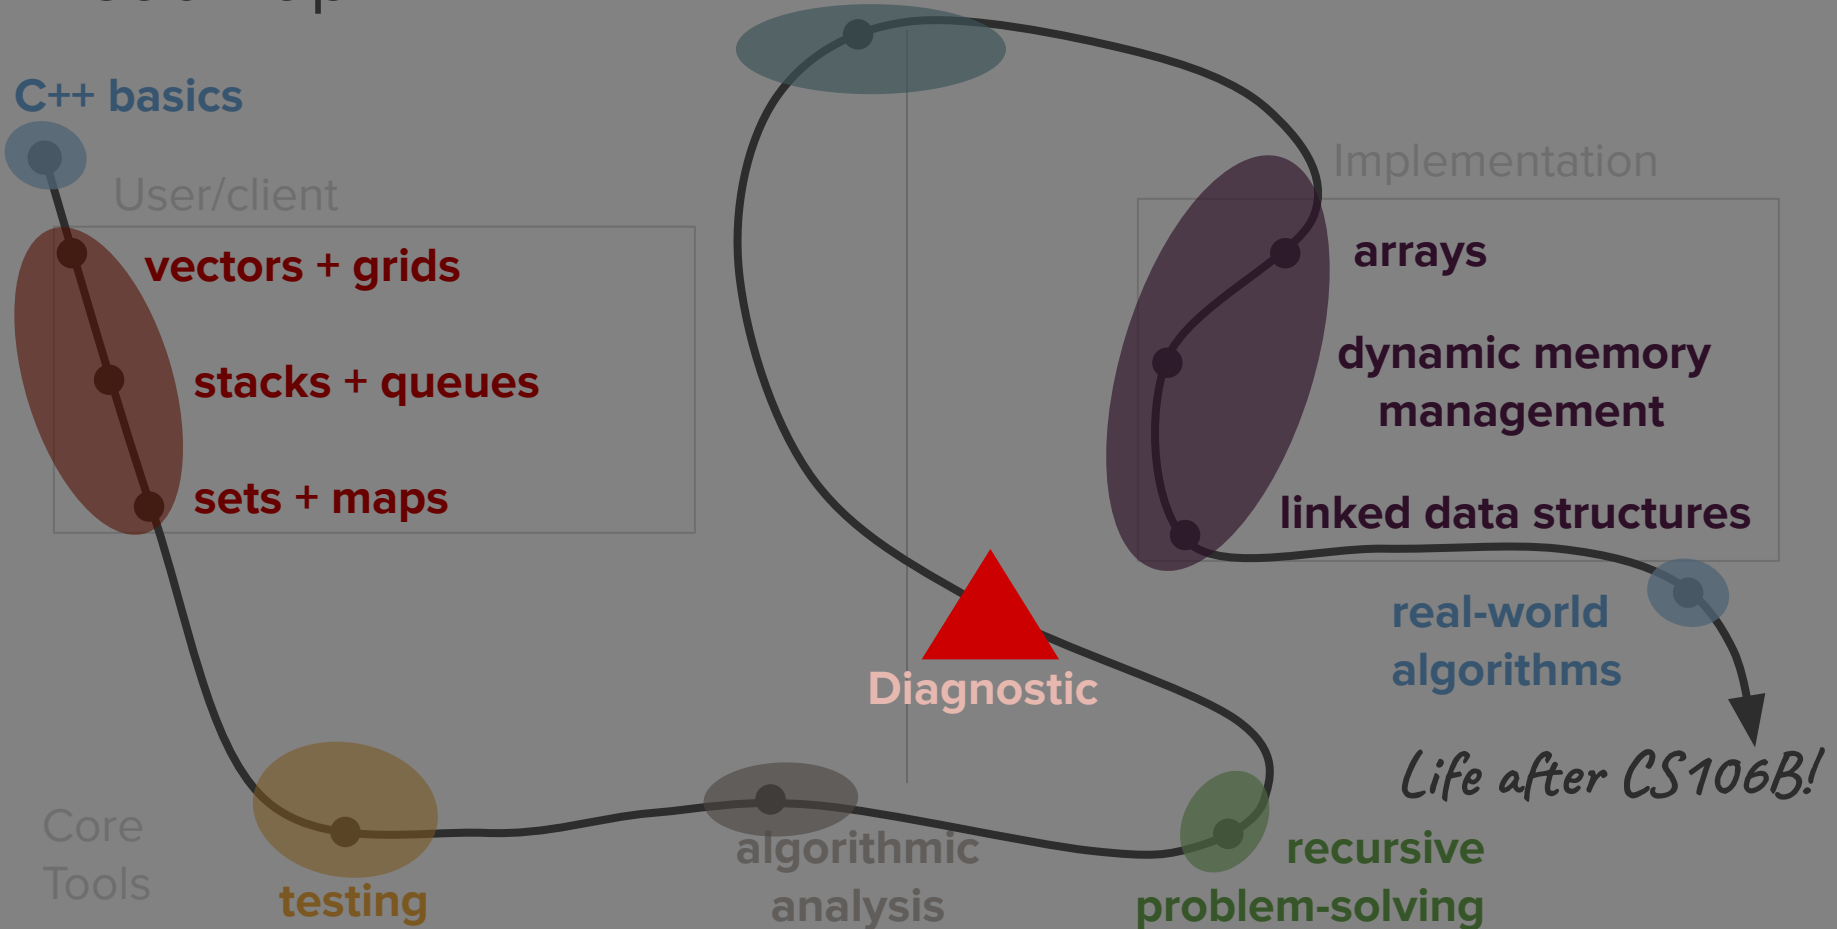 C++ basics
User/client
vectors + grids
stacks + queues
sets + maps
Core
Tools
testing
algorithmic
analysis
recursive
problem-solving
Diagnostic
Implementation
arrays
dynamic memory
management
linked data structures
real-world
algorithms
Life after CS106B!